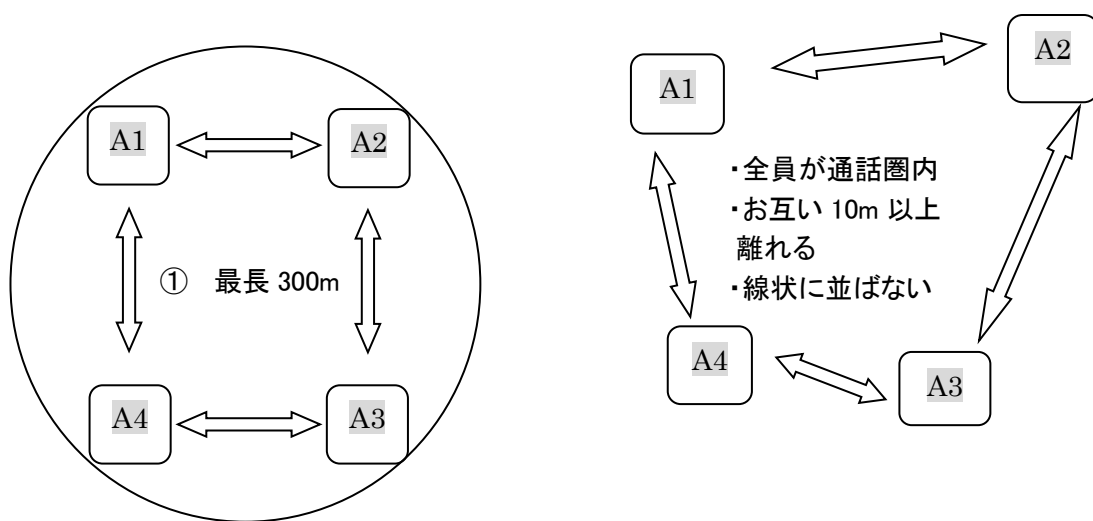 A1
A2
① 最長 300m
A4
A3
A1
A2
・全員が通話圏内
・お互い 10m 以上
離れる
・線状に並ばない
A4
A3